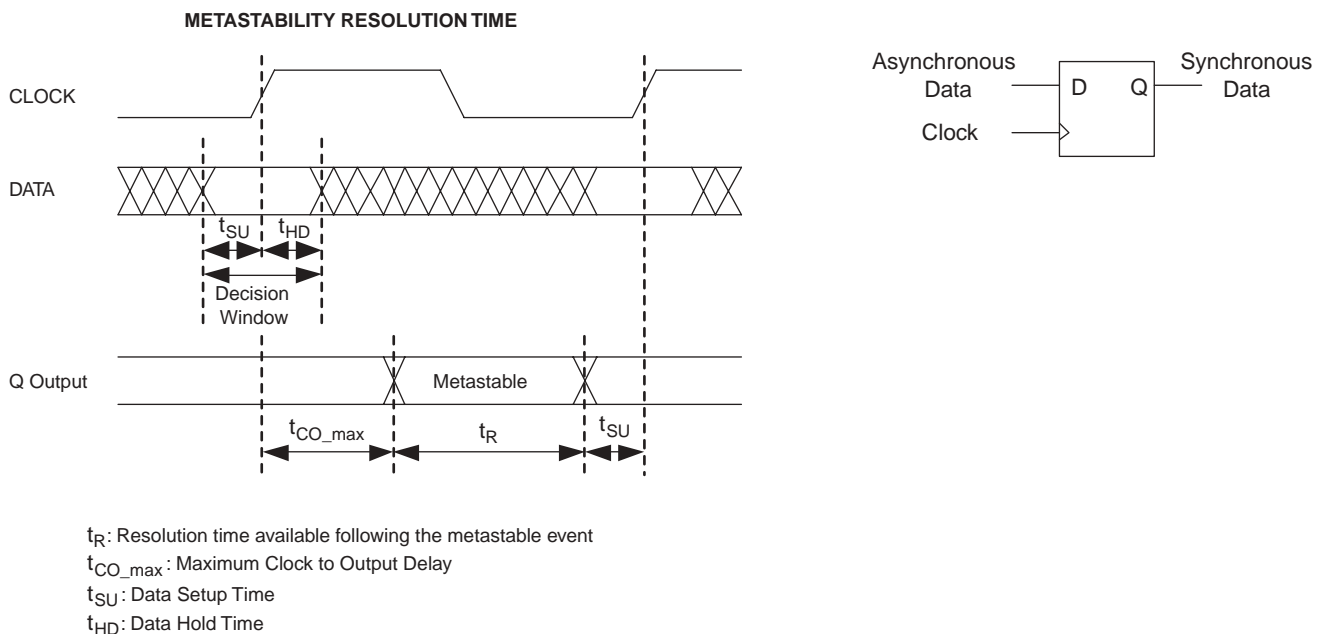 METASTABILITY RESOLUTION TIME
CLOCK
DATA
tSU
tHD
Decision
Window
Q Output
Metastable
tCO_max
tR
tSU
tR: Resolution time available following the metastable event
tCO_max: Maximum Clock to Output Delay
tSU: Data Setup Time
tHD: Data Hold Time
Asynchronous
Data
Clock
D
Q
Synchronous
Data